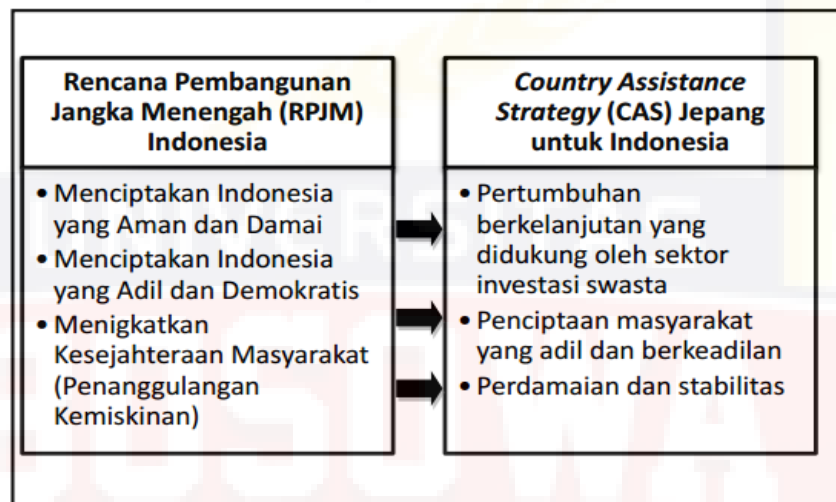 Rencana Pembangunan
Jangka Menengah (RPJM)
Indonesia
• Menciptakan Indonesia
yang Aman dan Damai
• Menciptakan Indonesia
yang Adil dan Demokratis
• Menigkatkan
Kesejahteraan Masyarakat
(Penanggulangan
Kemiskinan)
Country Assistance
Strategy (CAS) Jepang
untuk Indonesia
• Pertumbuhan
berkelanjutan yang
didukung oleh sektor
investasi swasta
• Penciptaan masyarakat
yang adil dan berkeadilan
• Perdamaian dan stabilitas
UNIVERSITAS
BOSOWA